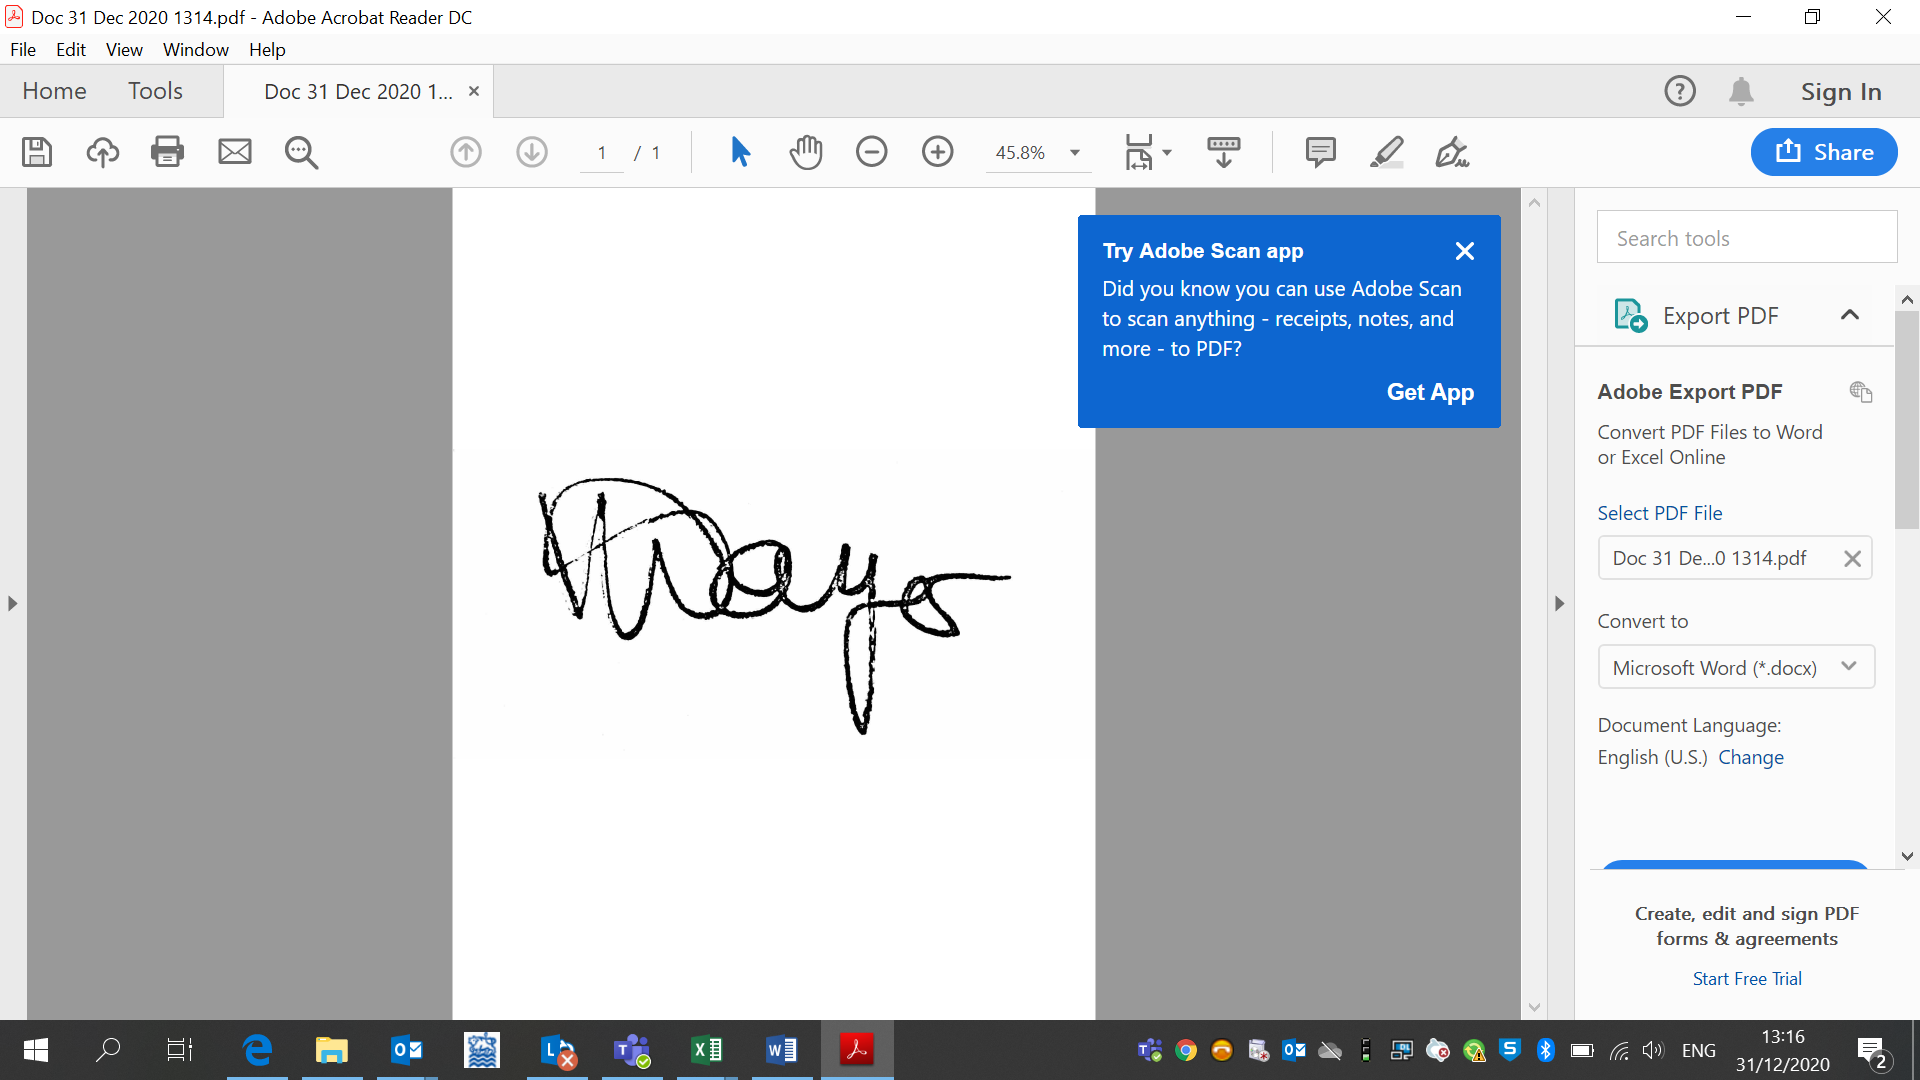 Doc 31 Dec 2020 1314.pdf - Adobe Acrobat Reader DC
File Edit View Window Help
Home Tools Doc 31 Dec 2020 1... × Sign In
1 / 1 45.8% Share
Try Adobe Scan app
Did you know you can use Adobe Scan
to scan anything - receipts, notes, and
more - to PDF?
Get App
Search tools
Export PDF
Adobe Export PDF
Convert PDF Files to Word
or Excel Online
Select PDF File
Doc 31 De...0 1314.pdf
Convert to
Microsoft Word (*.docx)
Document Language:
English (U.S.) Change
Create, edit and sign PDF
forms & agreements
Start Free Trial
ENG
13:16
31/12/2020
2